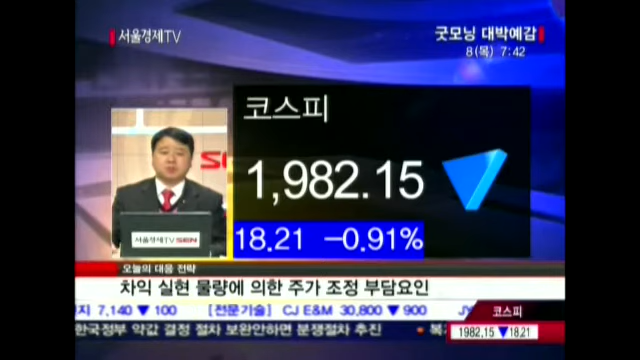 서울경제TV
굿모닝 대박예감
8(목) 7:42
코스피
1,982.15
18.21 -0.91%
SEN
서울경제TV SEN
오늘의 대응 전략
차익 실현 물량에 의한 주가 조정 부담요인
7,140 ▼ 100 [전문기술] CJ E&M 30,800 ▼ 900 JY
코스피
한국정부 약값 결정 절차 보완안하면 분쟁절차 추진 • 복
1982.15 ▼18.21